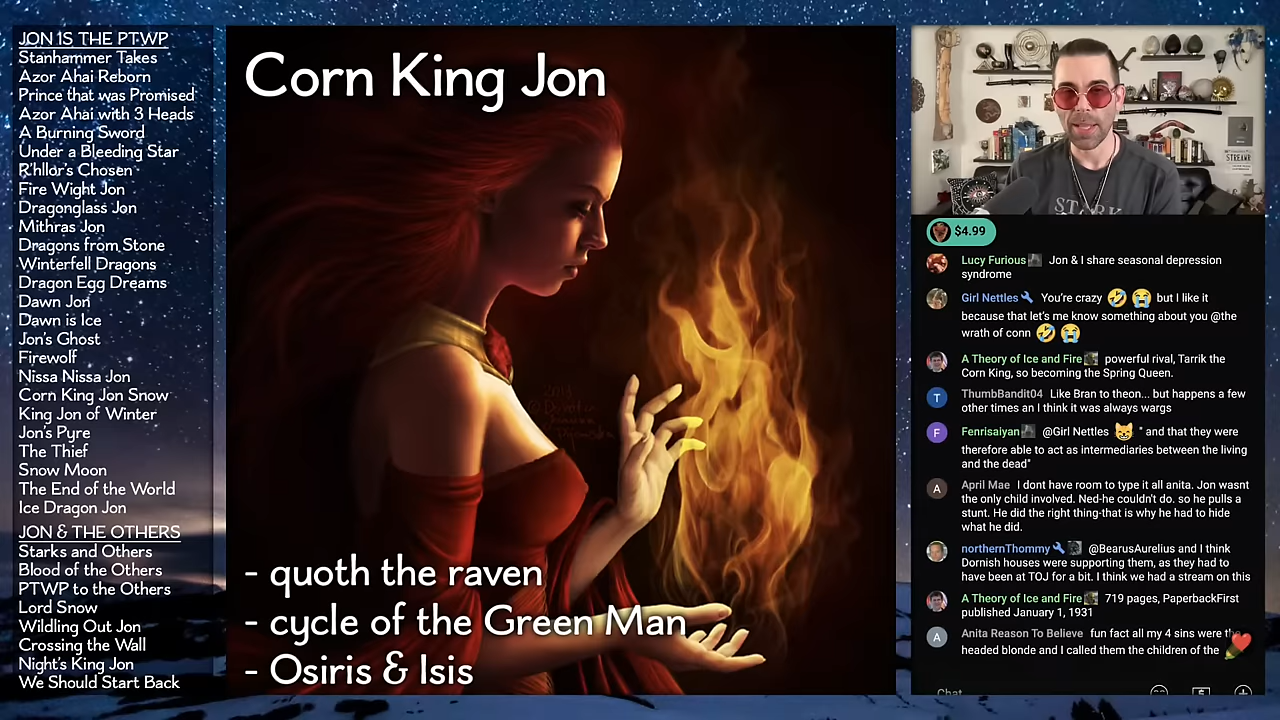 JON IS THE PTWP
Stanhammer Takes
Azor Ahai Reborn
Prince that was Promised
Azor Ahai with 3 Heads
A Burning Sword
Under a Bleeding Star
R'hllor's Chosen
Fire Wight Jon
Dragonglass Jon
Mithras Jon
Dragons from Stone
Winterfell Dragons
Dragon Egg Dreams
Dawn Jon
Dawn is Ice
Jon's Ghost
Firewolf
Nissa Nissa Jon
Corn King Jon Snow
King Jon of Winter
Jon's Pyre
The Thief
Snow Moon
The End of the World
Ice Dragon Jon
JON & THE OTHERS
Starks and Others
Blood of the Others
PTWP to the Others
Lord Snow
Wildling Out Jon
Crossing the Wall
Night's King Jon
We Should Start Back
Corn King Jon
- quoth the raven
- cycle of the Green Man
- Osiris & Isis
STARK
$4.99
Lucy Furious Jon & I share seasonal depression
syndrome
Girl Nettles You're crazy 🤣 😭 but I like it
because that let's me know something about you @the
wrath of conn 🤣 😭
A Theory of Ice and Fire powerful rival, Tarrik the
Corn King, so becoming the Spring Queen.
T ThumbBandit04 Like Bran to theon... but happens a few
other times an I think it was always wargs
F Fenrisaiyan @Girl Nettles 😸 " and that they were
therefore able to act as intermediaries between the living
and the dead"
A April Mae I dont have room to type it all anita. Jon wasnt
the only child involved. Ned-he couldn't do. so he pulls a
stunt. He did the right thing-that is why he had to hide
what he did.
northernThommy @BearusAurelius and I think
Dornish houses were supporting them, as they had to
have been at TOJ for a bit. I think we had a stream on this
A Theory of Ice and Fire 719 pages, PaperbackFirst
published January 1, 1931
A Anita Reason To Believe fun fact all my 4 sins were the
headed blonde and I called them the children of the
Chat